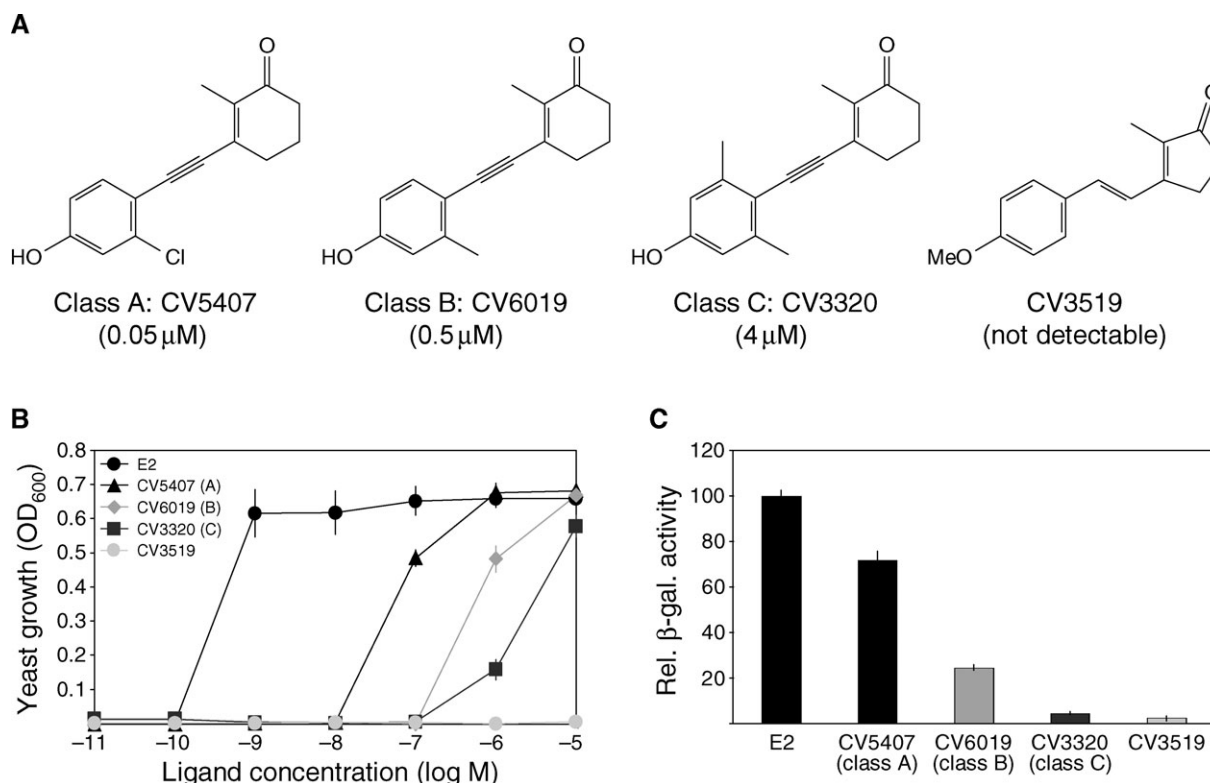 A
O
O
O
O
HO
Cl
HO
HO
MeO
Class A: CV5407
(0.05 μM)
Class B: CV6019
(0.5 μM)
Class C: CV3320
(4 μM)
CV3519
(not detectable)
B
Yeast growth (OD600)
0.8
0.7
0.6
0.5
0.4
0.3
0.2
0.1
E2
CV5407 (A)
CV6019 (B)
CV3320 (C)
CV3519
–11 –10 –9 –8 –7 –6 –5
Ligand concentration (log M)
C
Rel. β-gal. activity
120
100
80
60
40
20
E2
CV5407
(class A)
CV6019
(class B)
CV3320
(class C)
CV3519